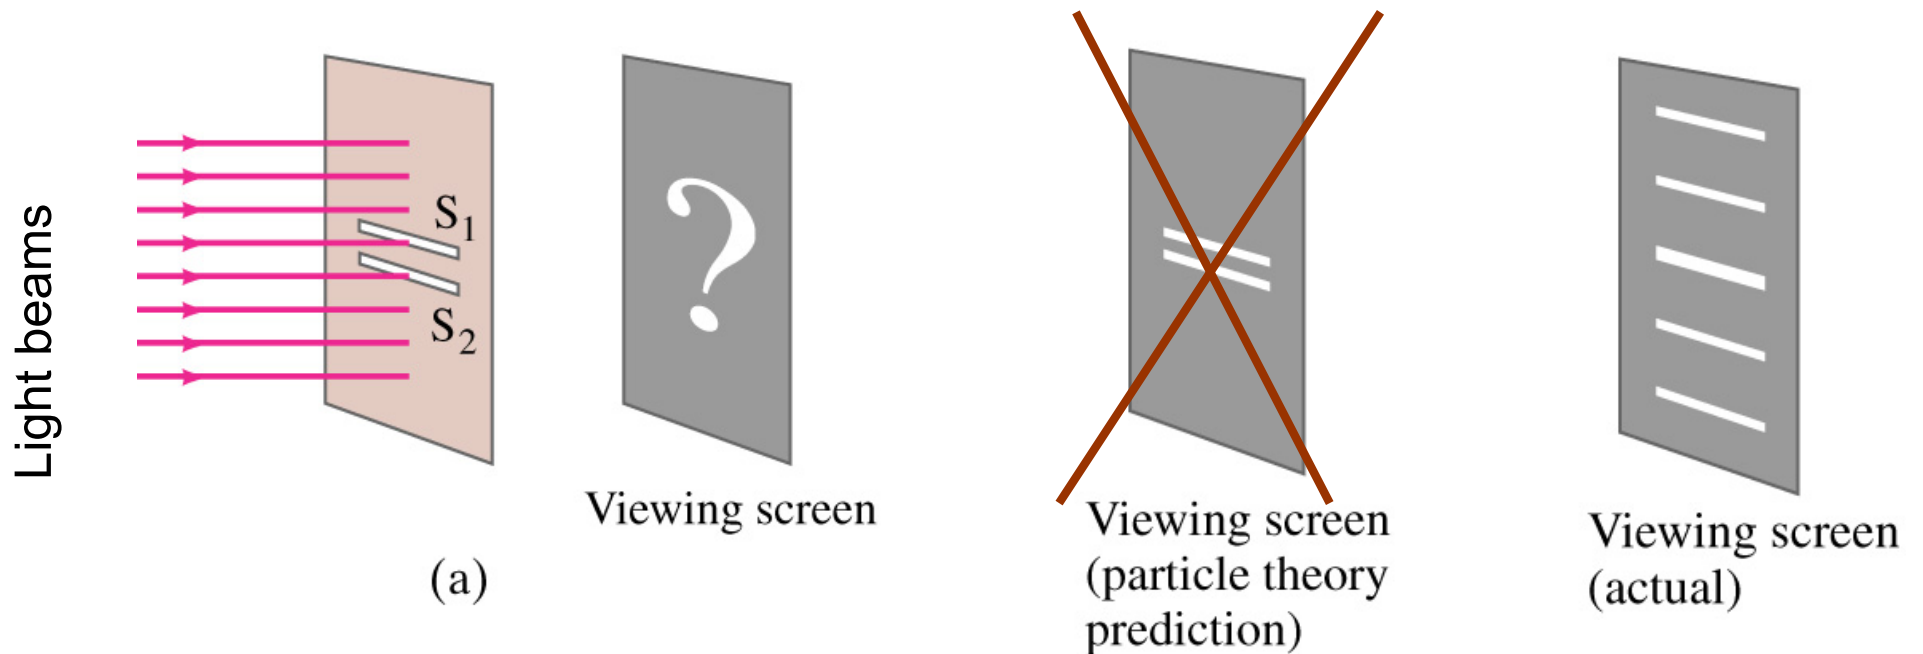 Light beams
S1
S2
?
Viewing screen
(a)
Viewing screen
(particle theory
prediction)
Viewing screen
(actual)